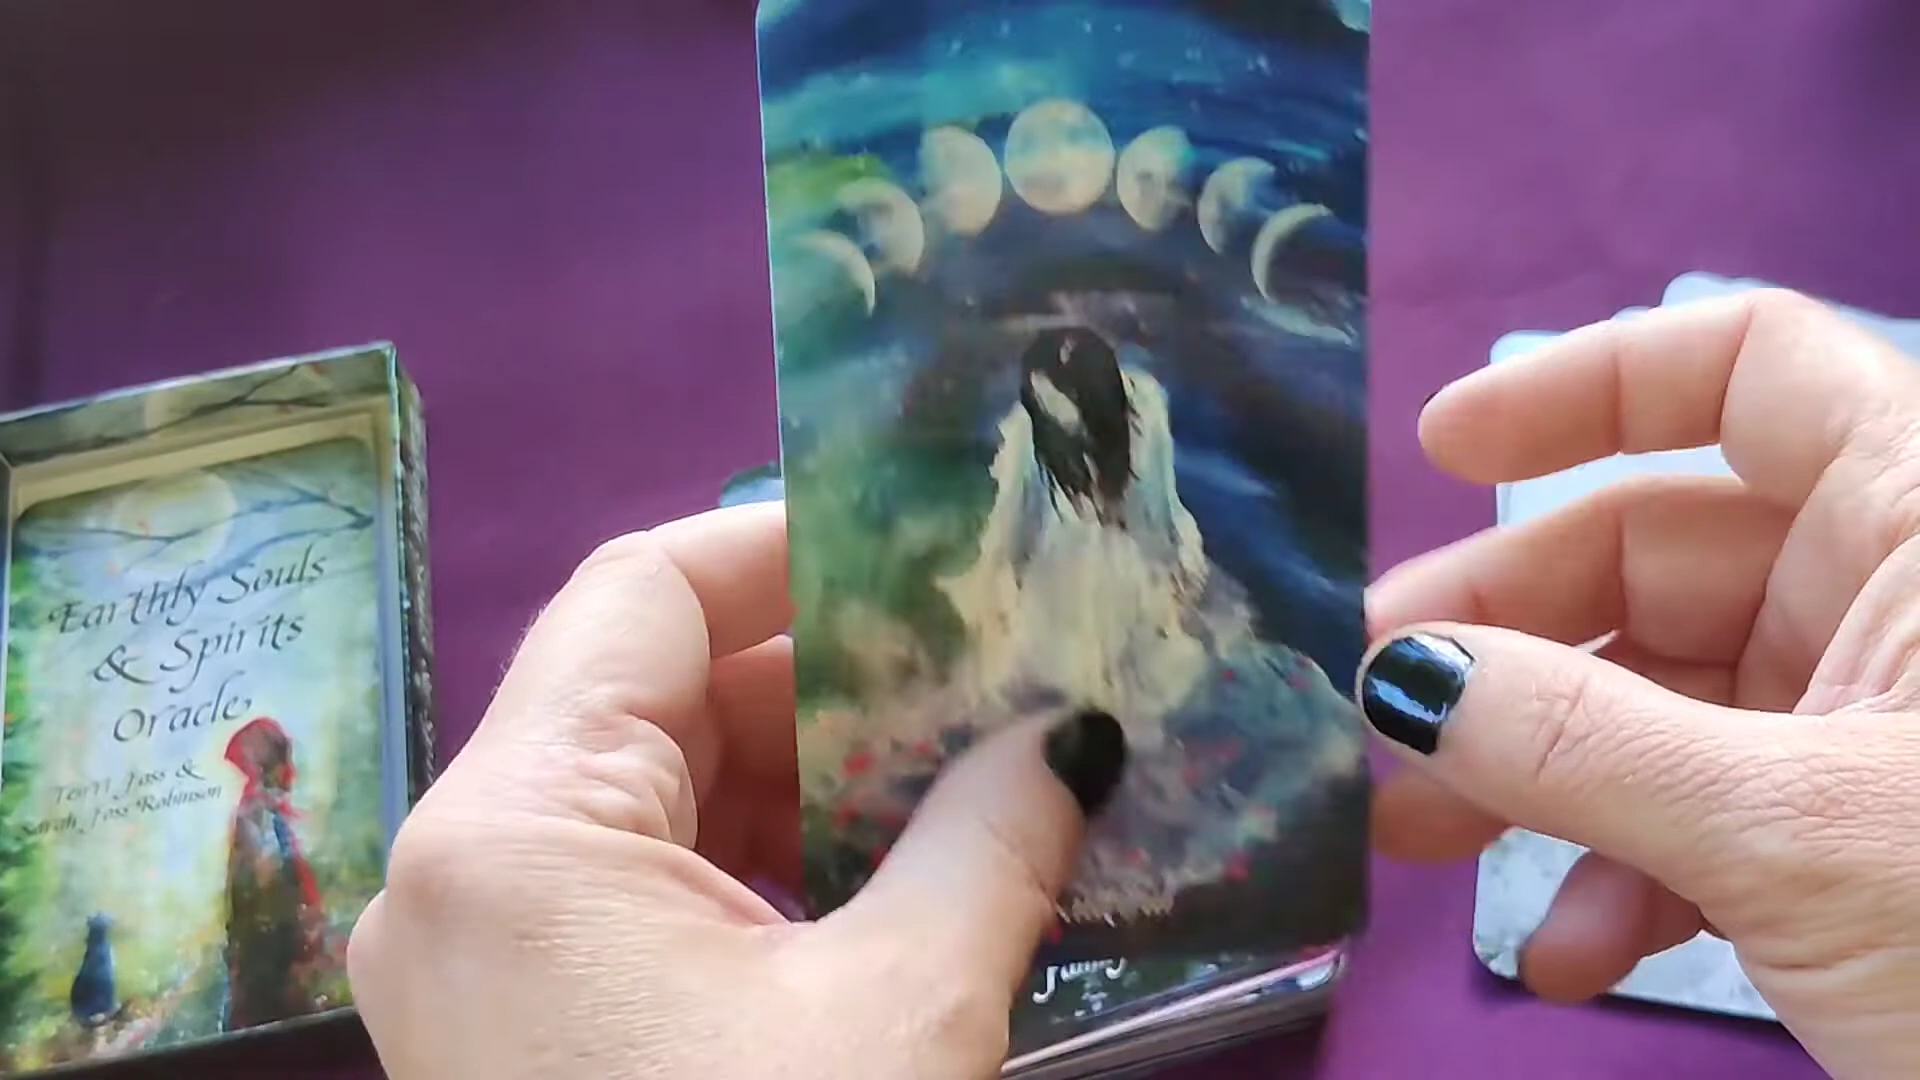 Earthly Souls
& Spirits
Oracle
Terri Foss &
Sarah Foss Robinson